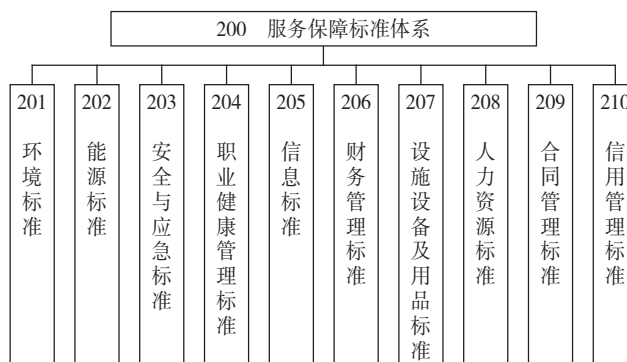 200 服务保障标准体系
201 环境标准
202 能源标准
203 安全与应急标准
204 职业健康管理标准
205 信息标准
206 财务管理标准
207 设施设备及用品标准
208 人力资源标准
209 合同管理标准
210 信用管理标准